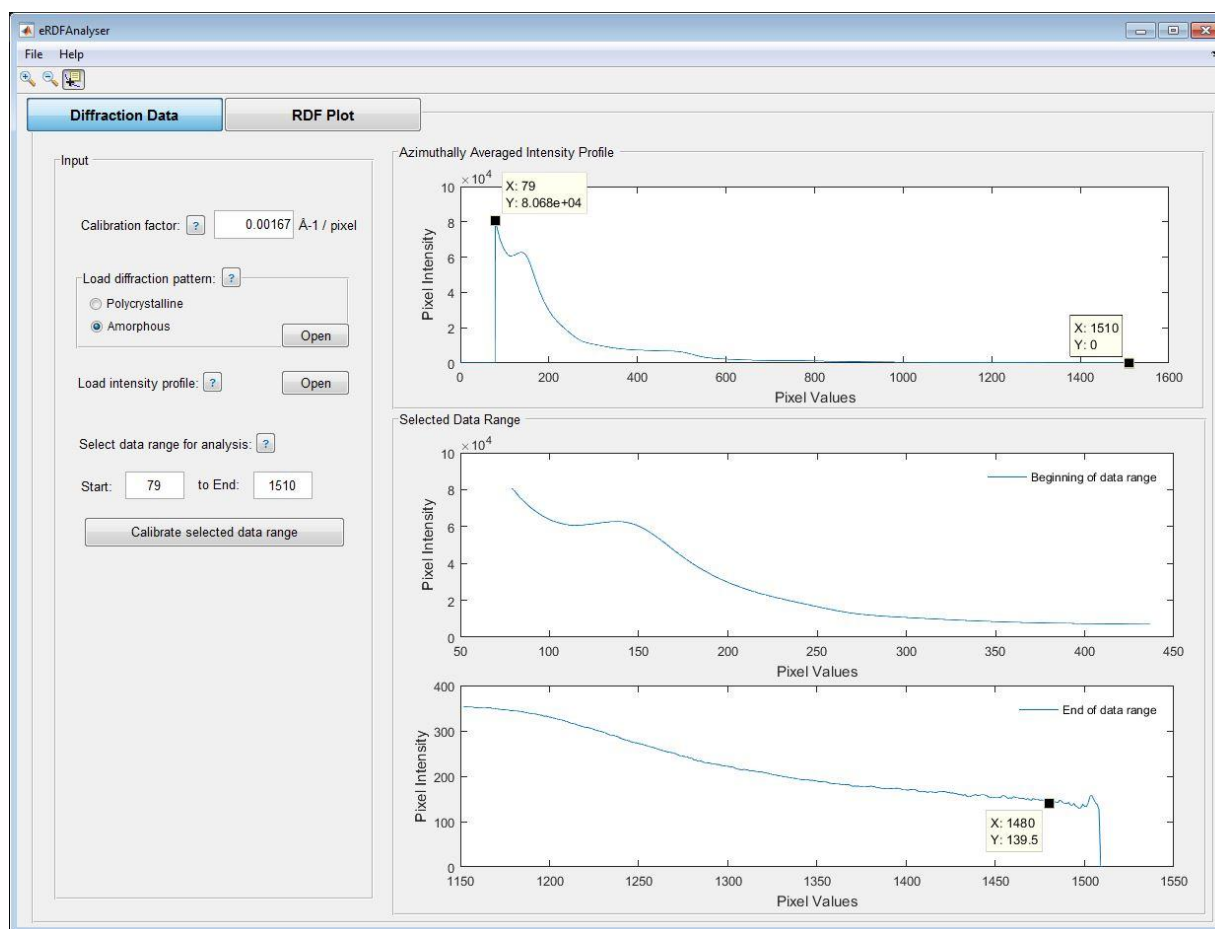 eRDFAnalyser
File Help
Diffraction Data RDF Plot
Input
Calibration factor: ? 0.00167 Å-1 / pixel
Load diffraction pattern: ?
Polycrystalline
Amorphous
Open
Load intensity profile: ? Open
Select data range for analysis: ?
Start: 79 to End: 1510
Calibrate selected data range
Azimuthally Averaged Intensity Profile
×10⁴
X: 79
Y: 8.068e+04
X: 1510
Y: 0
Pixel Intensity
10
8
6
4
2
0
0 200 400 600 800 1000 1200 1400 1600
Pixel Values
Selected Data Range
×10⁴
Beginning of data range
Pixel Intensity
10
8
6
4
2
0
50 100 150 200 250 300 350 400 450
Pixel Values
End of data range
X: 1480
Y: 139.5
Pixel Intensity
400
300
200
100
0
1150 1200 1250 1300 1350 1400 1450 1500 1550
Pixel Values